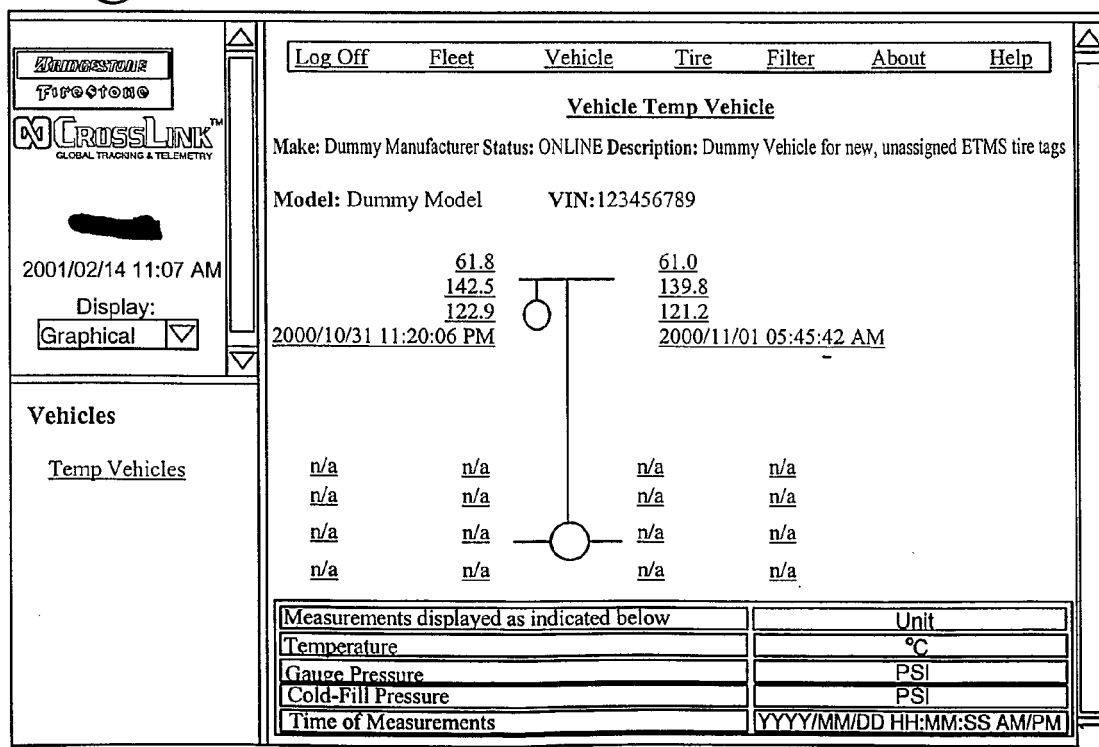 BRIDGESTONE
Firestone
CROSSLINK™
GLOBAL TRACKING & TELEMETRY
2001/02/14 11:07 AM
Display:
Graphical
Vehicles
Temp Vehicles
Log Off Fleet Vehicle Tire Filter About Help
Vehicle Temp Vehicle
Make: Dummy Manufacturer Status: ONLINE Description: Dummy Vehicle for new, unassigned ETMS tire tags
Model: Dummy Model VIN:123456789
61.8 61.0
142.5 139.8
122.9 121.2
2000/10/31 11:20:06 PM 2000/11/01 05:45:42 AM
n/a n/a n/a n/a
n/a n/a n/a n/a
n/a n/a n/a n/a
n/a n/a n/a n/a
Measurements displayed as indicated below Unit
Temperature °C
Gauge Pressure PSI
Cold-Fill Pressure PSI
Time of Measurements YYYY/MM/DD HH:MM:SS AM/PM